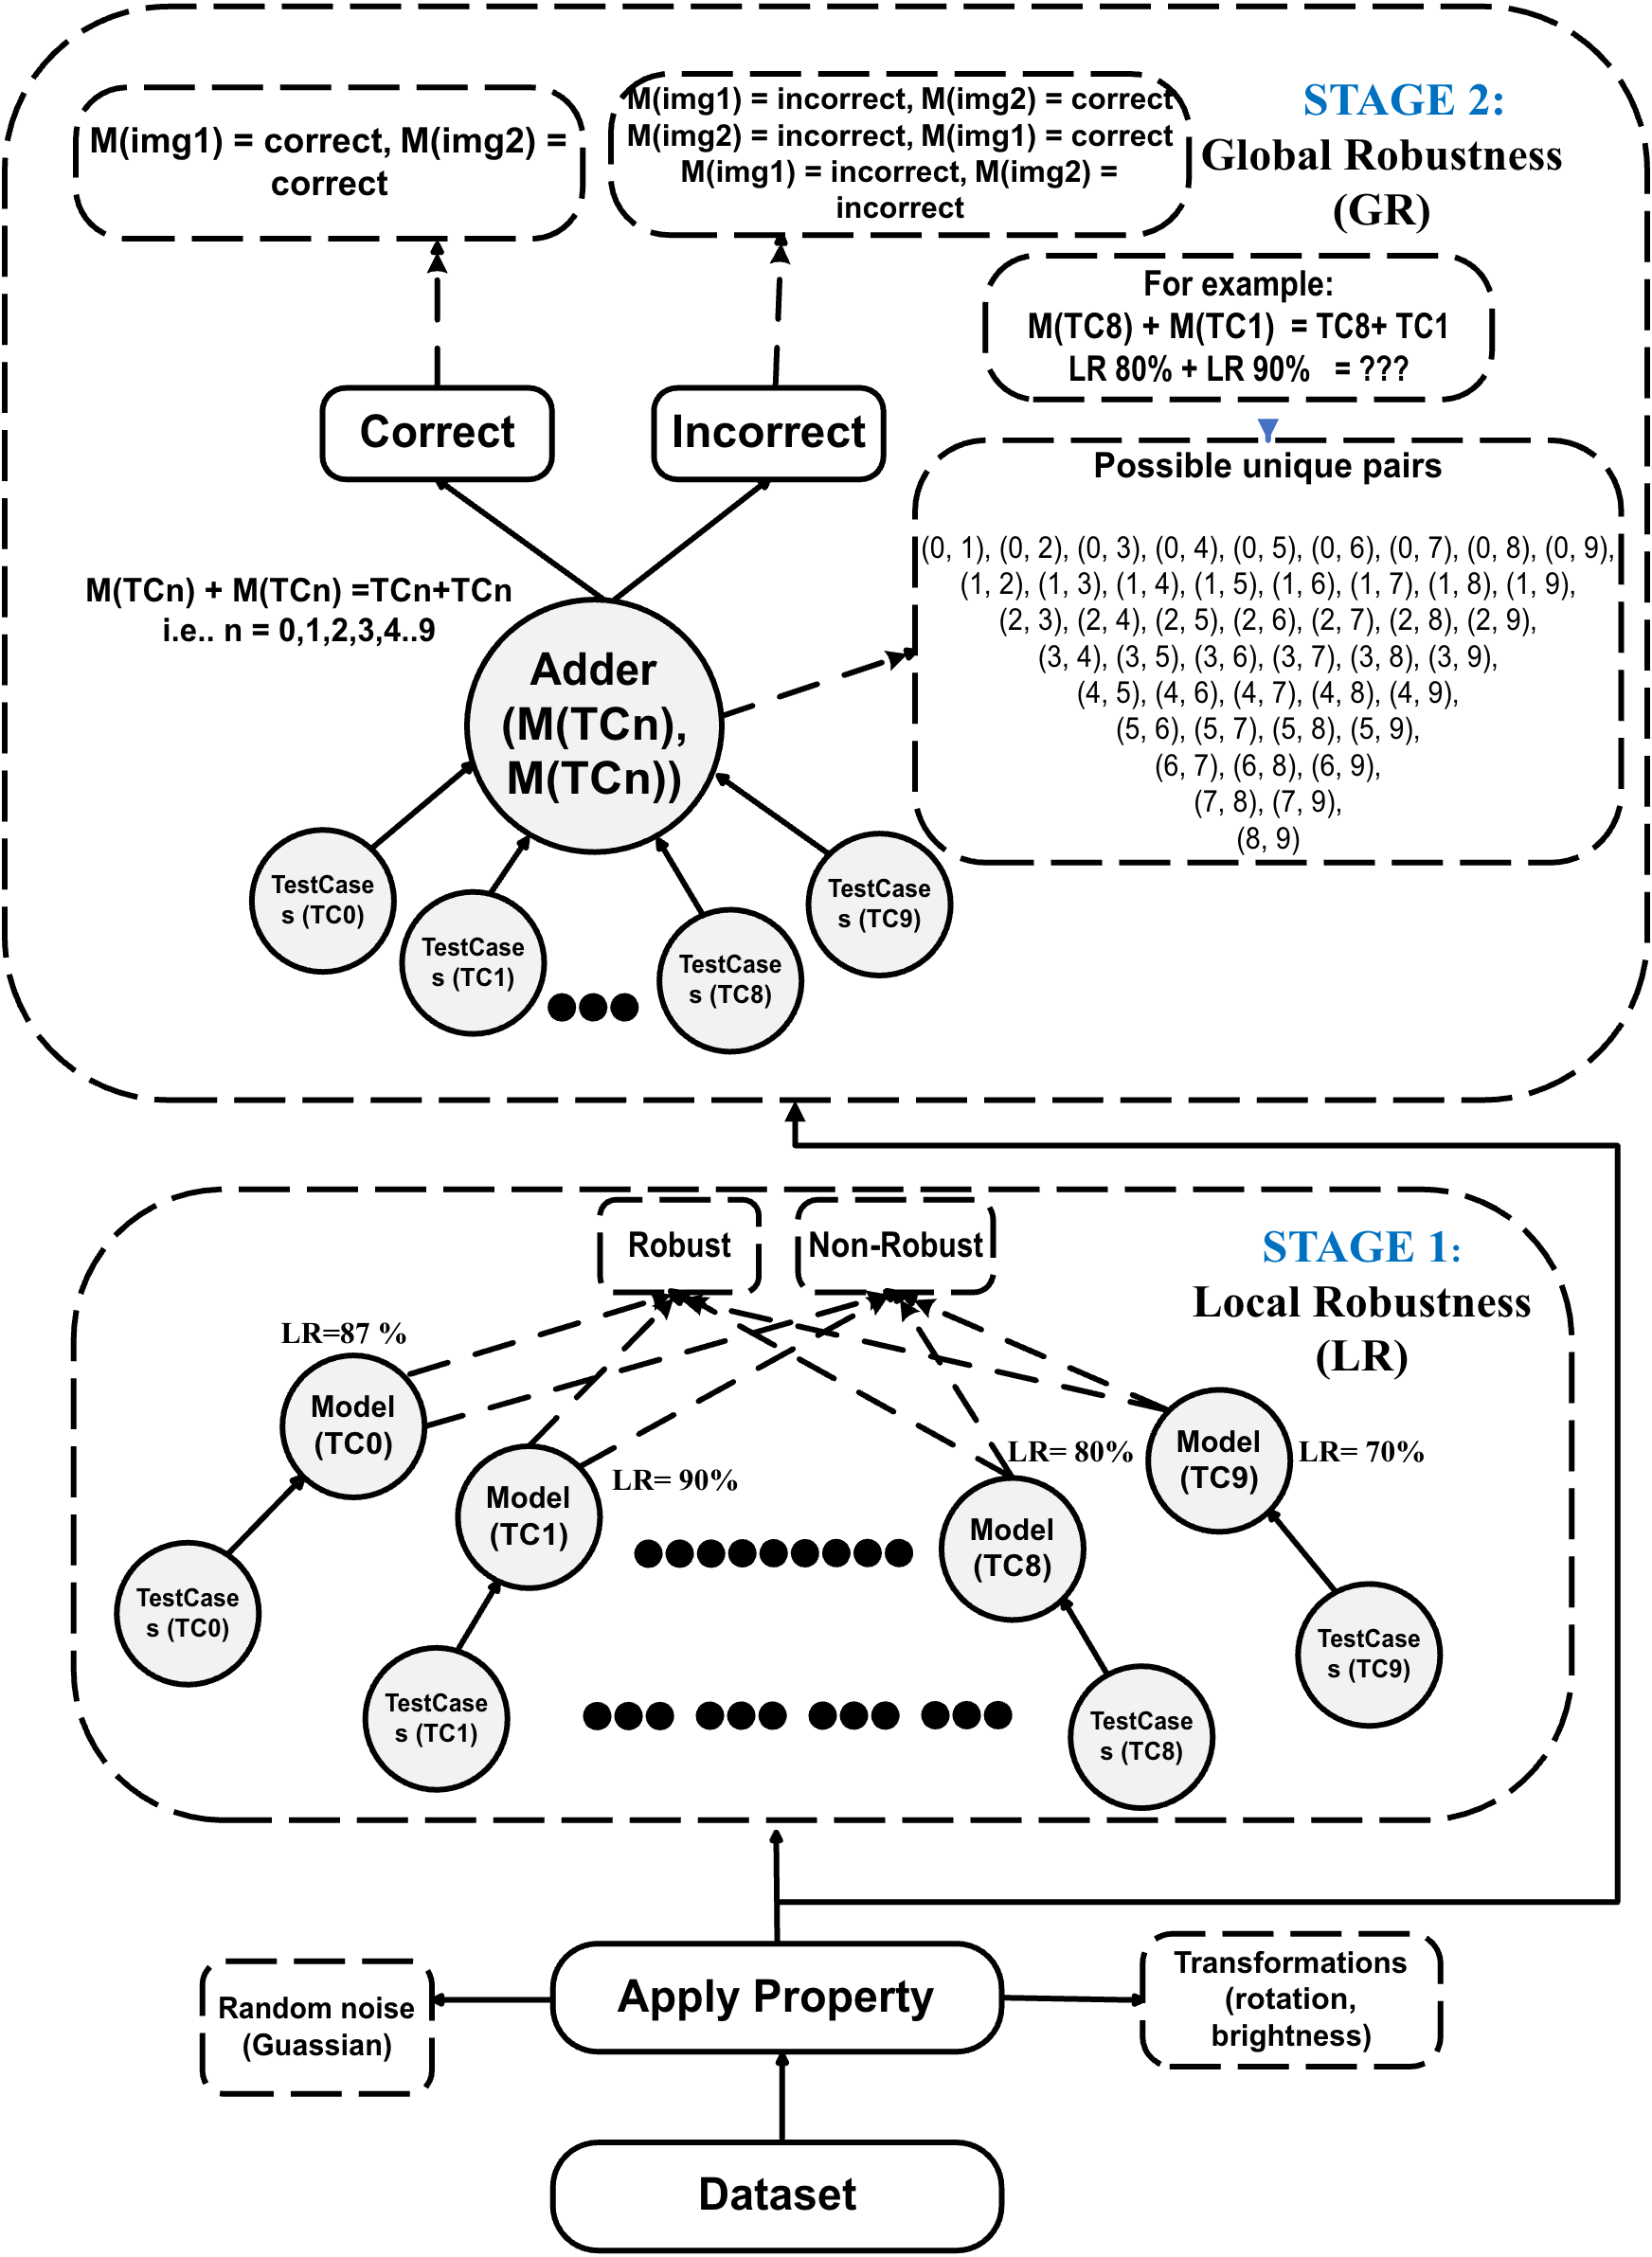 M(img1) = correct, M(img2) =
correct
M(img1) = incorrect, M(img2) = correct
M(img2) = incorrect, M(img1) = correct
M(img1) = incorrect, M(img2) =
incorrect
STAGE 2:
Global Robustness
(GR)
For example:
M(TC8) + M(TC1) = TC8+ TC1
LR 80% + LR 90% = ???
Correct
Incorrect
Possible unique pairs
(0, 1), (0, 2), (0, 3), (0, 4), (0, 5), (0, 6), (0, 7), (0, 8), (0, 9),
(1, 2), (1, 3), (1, 4), (1, 5), (1, 6), (1, 7), (1, 8), (1, 9),
(2, 3), (2, 4), (2, 5), (2, 6), (2, 7), (2, 8), (2, 9),
(3, 4), (3, 5), (3, 6), (3, 7), (3, 8), (3, 9),
(4, 5), (4, 6), (4, 7), (4, 8), (4, 9),
(5, 6), (5, 7), (5, 8), (5, 9),
(6, 7), (6, 8), (6, 9),
(7, 8), (7, 9),
(8, 9)
M(TCn) + M(TCn) =TCn+TCn
i.e.. n = 0,1,2,3,4..9
Adder
(M(TCn),
M(TCn))
TestCase
s (TC0)
TestCase
s (TC1)
TestCase
s (TC8)
TestCase
s (TC9)
Robust
Non-Robust
STAGE 1:
Local Robustness
(LR)
LR=87 %
Model
(TC0)
Model
(TC1)
LR= 90%
LR= 80%
Model
(TC8)
Model
(TC9)
LR= 70%
TestCase
s (TC0)
TestCase
s (TC1)
TestCase
s (TC8)
TestCase
s (TC9)
Random noise
(Guassian)
Apply Property
Transformations
(rotation,
brightness)
Dataset